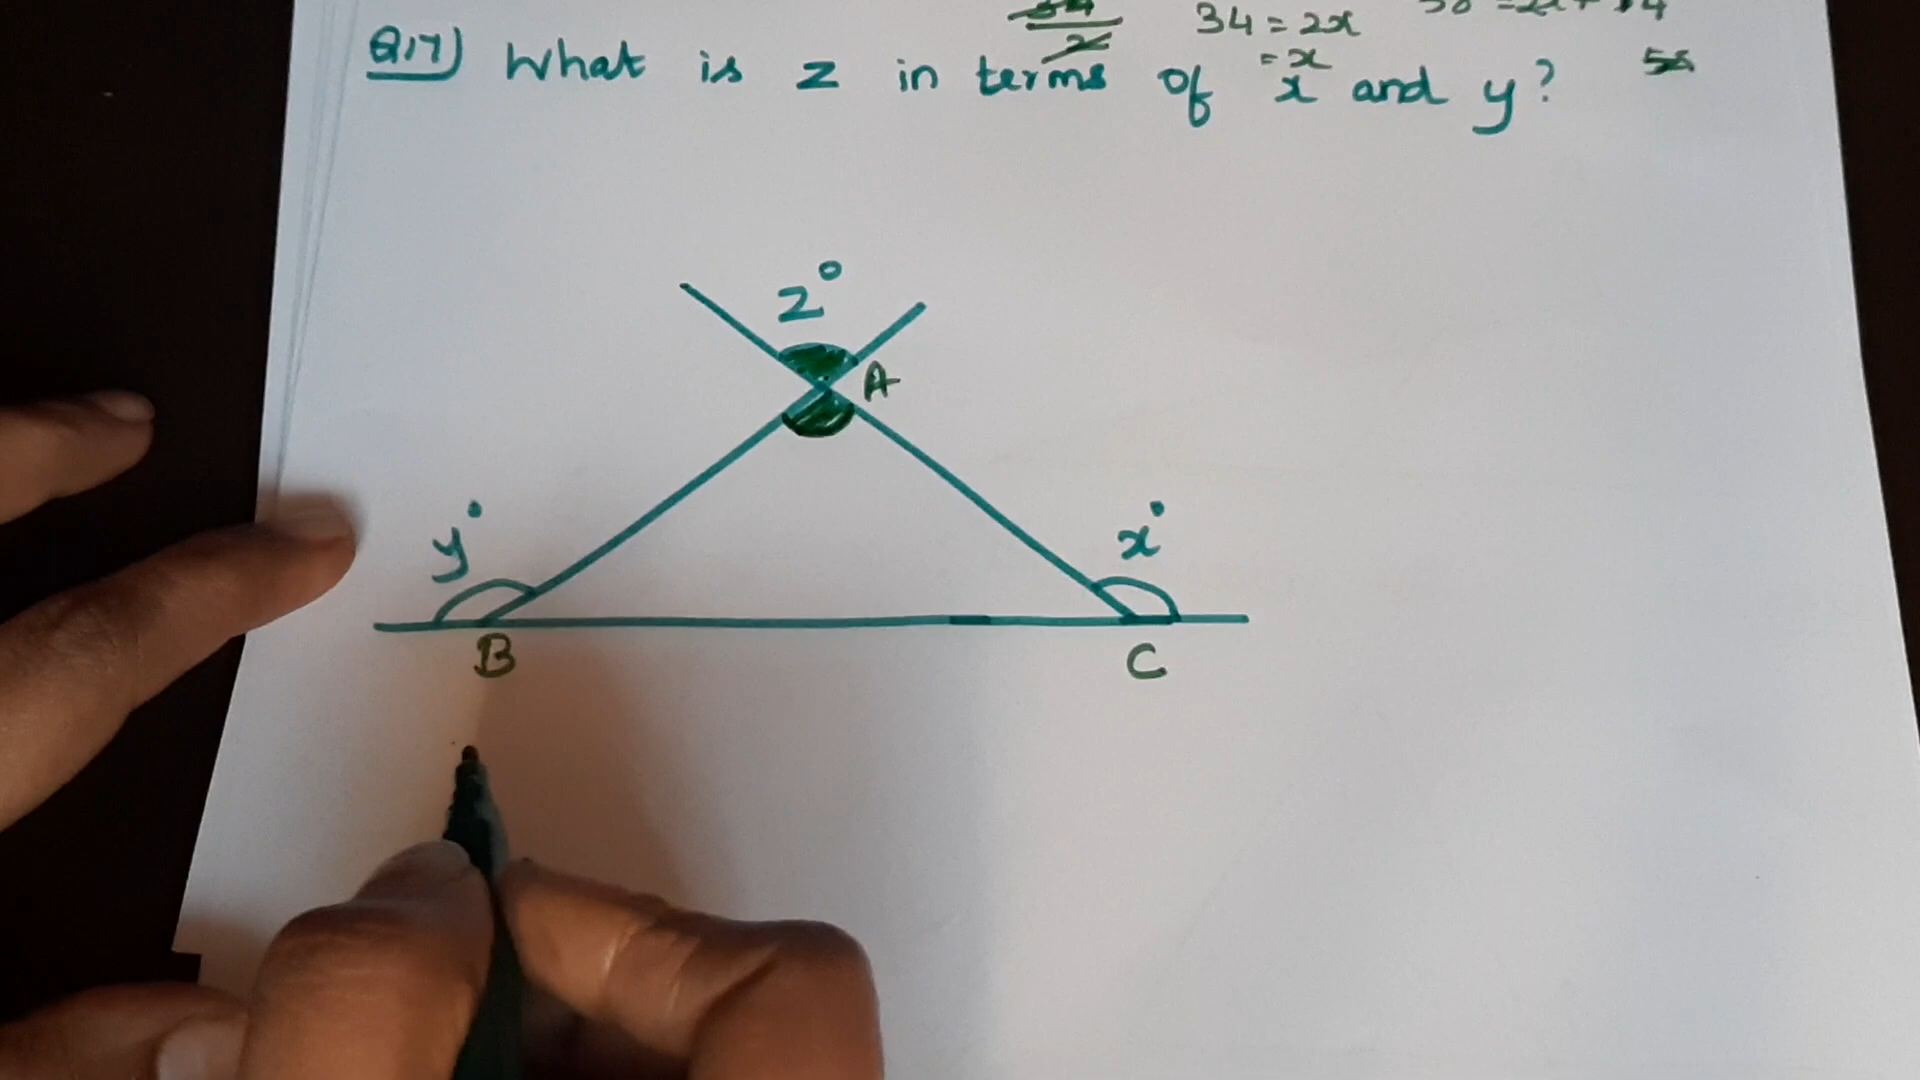 34 = 2x
= x
Q17) What is z in terms of x and y?
z°
A
y°
x°
B
C